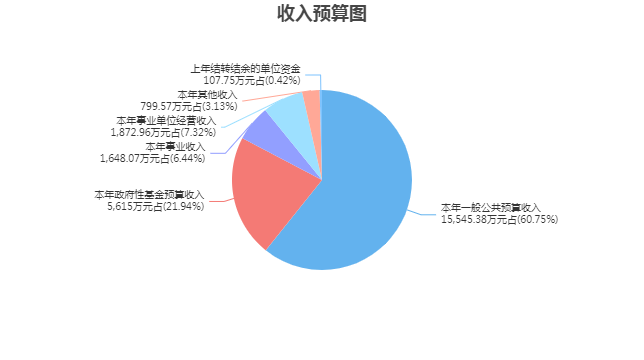 收入预算图
上年结转结余的单位资金
107.75万元占(0.42%)
本年其他收入
799.57万元占(3.13%)
本年事业单位经营收入
1,872.96万元占(7.32%)
本年事业收入
1,648.07万元占(6.44%)
本年政府性基金预算收入
5,615万元占(21.94%)
本年一般公共预算收入
15,545.38万元占(60.75%)